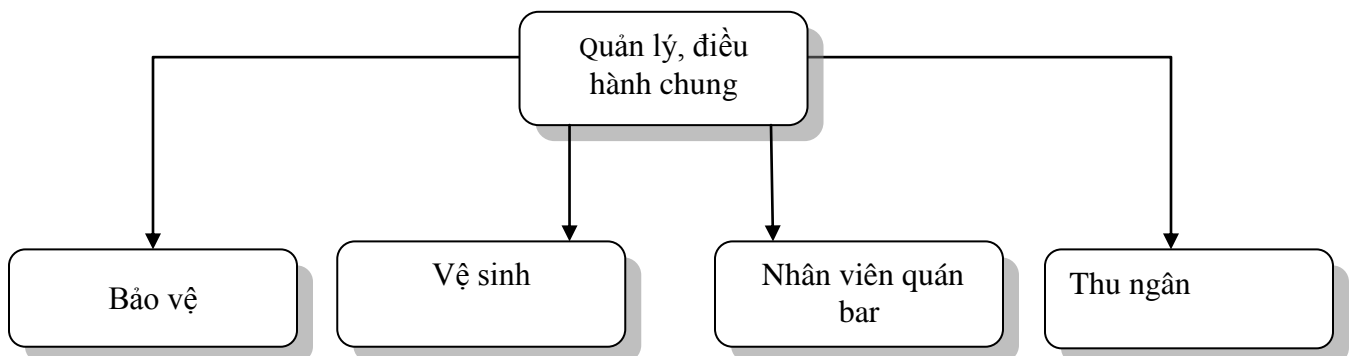 Quản lý, điều
hành chung
Bảo vệ
Vệ sinh
Nhân viên quán
bar
Thu ngân